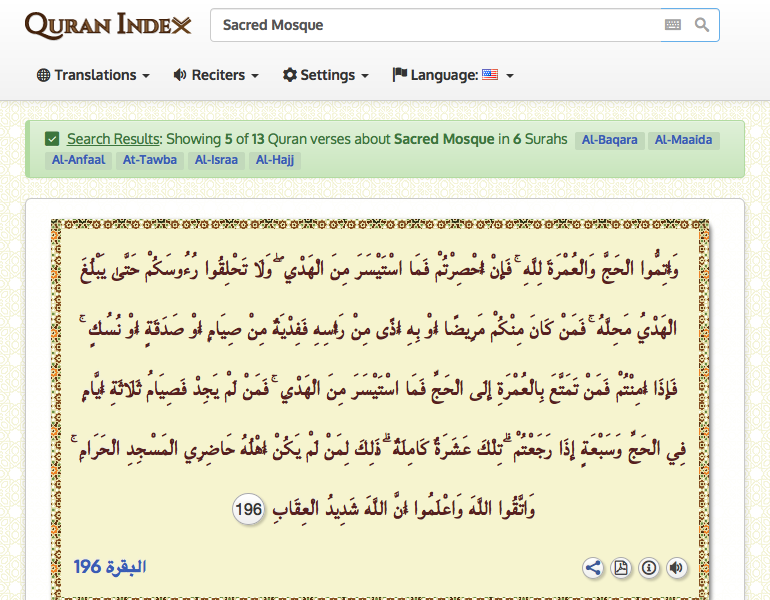 QURAN INDEX
Sacred Mosque
Translations Reciters Settings Language:
Search Results: Showing 5 of 13 Quran verses about Sacred Mosque in 6 Surahs Al-Baqara Al-Maaida
Al-Anfaal At-Tawba Al-Israa Al-Hajj
وَأَتِمُّوا الْحَجَّ وَالْعُمْرَةَ لِلَّهِ ۚ فَإِنْ أُحْصِرْتُمْ فَمَا اسْتَيْسَرَ مِنَ الْهَدْيِ ۖ وَلَا تَحْلِقُوا رُءُوسَكُمْ حَتَّىٰ يَبْلُغَ
الْهَدْيُ مَحِلَّهُ ۚ فَمَنْ كَانَ مِنْكُمْ مَرِيضًا أَوْ بِهِ أَذًى مِنْ رَأْسِهِ فَفِدْيَةٌ مِنْ صِيَامٍ أَوْ صَدَقَةٍ أَوْ نُسُكٍ ۚ
فَإِذَا أَمِنْتُمْ فَمَنْ تَمَتَّعَ بِالْعُمْرَةِ إِلَى الْحَجِّ فَمَا اسْتَيْسَرَ مِنَ الْهَدْيِ ۚ فَمَنْ لَمْ يَجِدْ فَصِيَامُ ثَلَاثَةِ أَيَّامٍ
فِي الْحَجِّ وَسَبْعَةٍ إِذَا رَجَعْتُمْ ۗ تِلْكَ عَشَرَةٌ كَامِلَةٌ ۗ ذَٰلِكَ لِمَنْ لَمْ يَكُنْ أَهْلُهُ حَاضِرِي الْمَسْجِدِ الْحَرَامِ ۚ
وَاتَّقُوا اللَّهَ وَاعْلَمُوا أَنَّ اللَّهَ شَدِيدُ الْعِقَابِ 196
البقرة 196